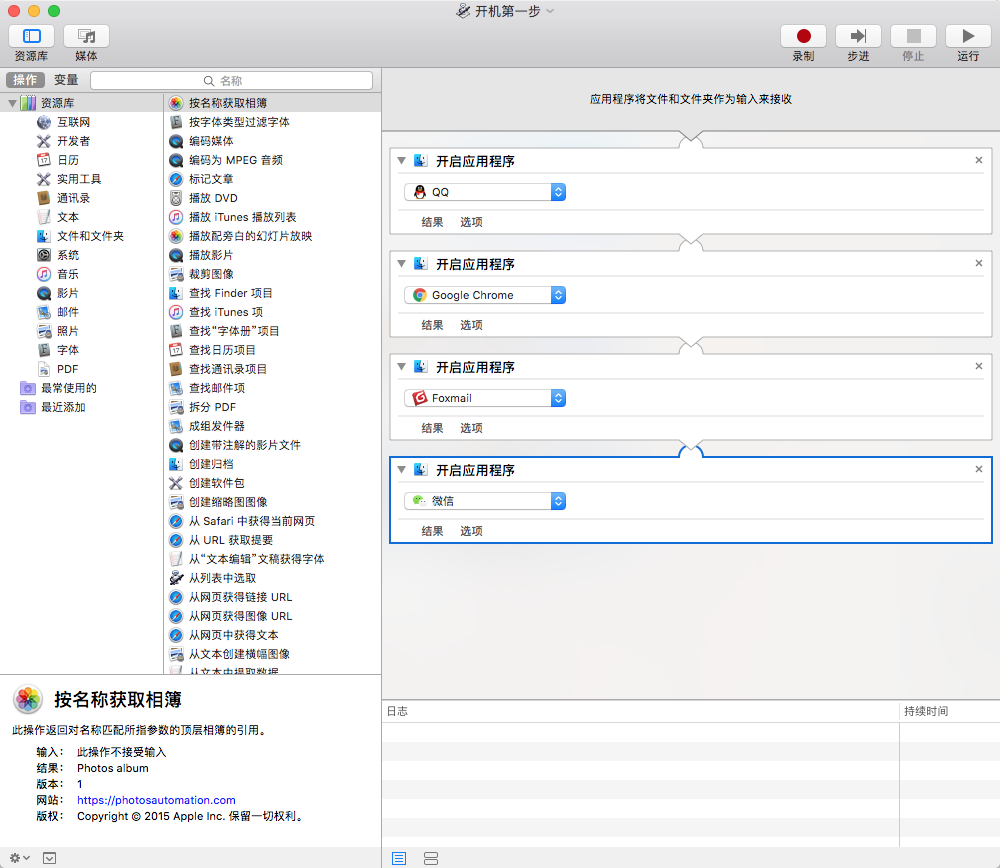 开机第一步
资源库
媒体
录制
步进
停止
运行
操作
变量
名称
资源库
互联网
开发者
日历
实用工具
通讯录
文本
文件和文件夹
系统
音乐
影片
邮件
照片
字体
PDF
最常使用的
最近添加
按名称获取相簿
按字体类型过滤字体
编码媒体
编码为 MPEG 音频
标记文章
播放 DVD
播放 iTunes 播放列表
播放配旁白的幻灯片放映
播放影片
裁剪图像
查找 Finder 项目
查找 iTunes 项
查找“字体册”项目
查找日历项目
查找通讯录项目
查找邮件项
拆分 PDF
成组发件器
创建带注解的影片文件
创建归档
创建软件包
创建缩略图图像
从 Safari 中获得当前网页
从 URL 获取提要
从“文本编辑”文稿获得字体
从列表中选取
从网页获得链接 URL
从网页获得图像 URL
从网页中获得文本
从文本创建横幅图像
从文本中提取数据
按名称获取相簿
此操作返回对名称匹配所指参数的顶层相簿的引用。
输入： 此操作不接受输入
结果： Photos album
版本： 1
网站： https://photosautomation.com
版权： Copyright © 2015 Apple Inc. 保留一切权利。
应用程序将文件和文件夹作为输入来接收
开启应用程序
QQ
结果 选项
开启应用程序
Google Chrome
结果 选项
开启应用程序
Foxmail
结果 选项
开启应用程序
微信
结果 选项
日志
持续时间